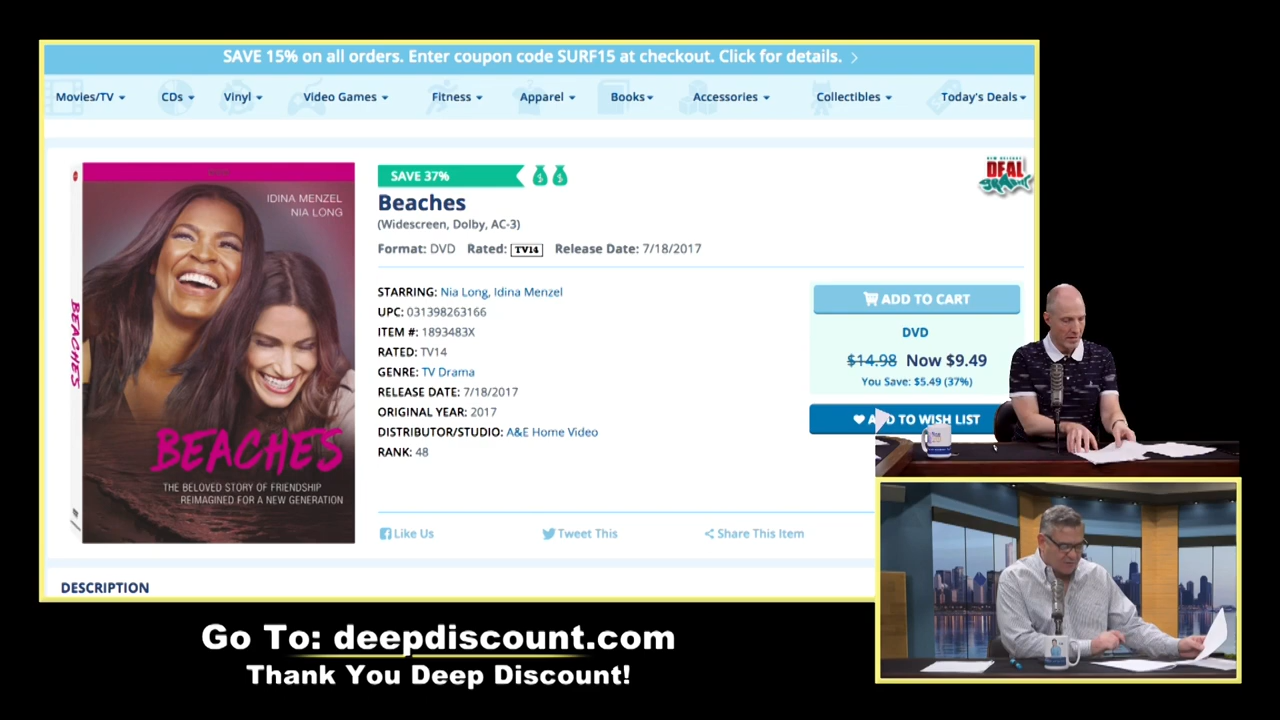 SAVE 15% on all orders. Enter coupon code SURF15 at checkout. Click for details.
Movies/TV CDs Vinyl Video Games Fitness Apparel Books Accessories Collectibles Today's Deals
IDINA MENZEL
NIA LONG
BEACHES
BEACHES
THE BELOVED STORY OF FRIENDSHIP
REIMAGINED FOR A NEW GENERATION
SAVE 37%
DEAL
Beaches
(Widescreen, Dolby, AC-3)
Format: DVD Rated: TV14 Release Date: 7/18/2017
STARRING: Nia Long, Idina Menzel
UPC: 031398263166
ITEM #: 1893483X
RATED: TV14
GENRE: TV Drama
RELEASE DATE: 7/18/2017
ORIGINAL YEAR: 2017
DISTRIBUTOR/STUDIO: A&E Home Video
RANK: 48
ADD TO CART
DVD
$14.98 Now $9.49
You Save: $5.49 (37%)
ADD TO WISH LIST
Like Us Tweet This Share This Item
DESCRIPTION
Go To: deepdiscount.com
Thank You Deep Discount!